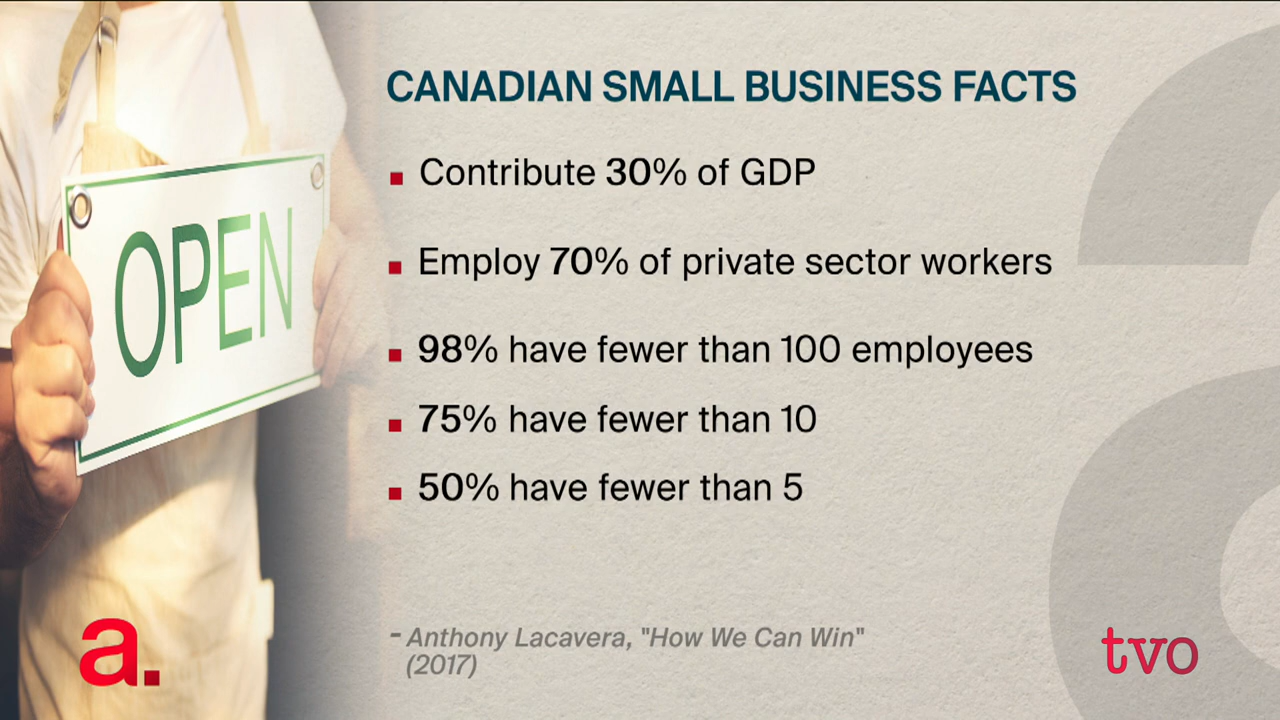 CANADIAN SMALL BUSINESS FACTS
Contribute 30% of GDP
Employ 70% of private sector workers
98% have fewer than 100 employees
75% have fewer than 10
50% have fewer than 5
- Anthony Lacavera, "How We Can Win"
(2017)
OPEN
a.
tvo